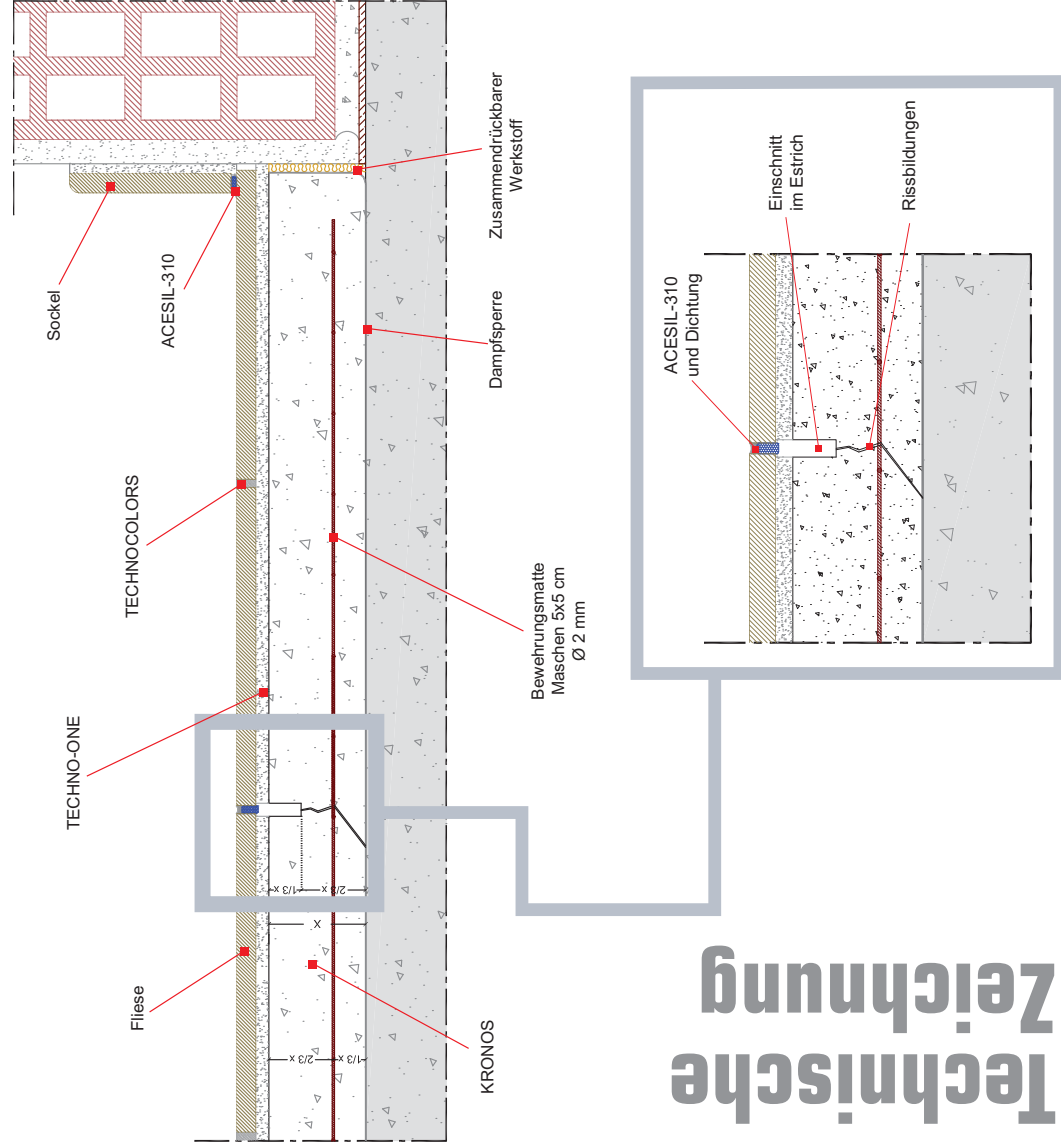 Technische
Zeichnung
Fliese
TECHNO-ONE
TECHNOCOLORS
ACESIL-310
Sockel
KRONOS
Bewehrungsmatte
Maschen 5x5 cm
Ø 2 mm
Dampfsperre
Zusammendrückbarer
Werkstoff
2/3 x
1/3 x
X
1/3 x
2/3 x
ACESIL-310
und Dichtung
Einschnitt
im Estrich
Rissbildungen